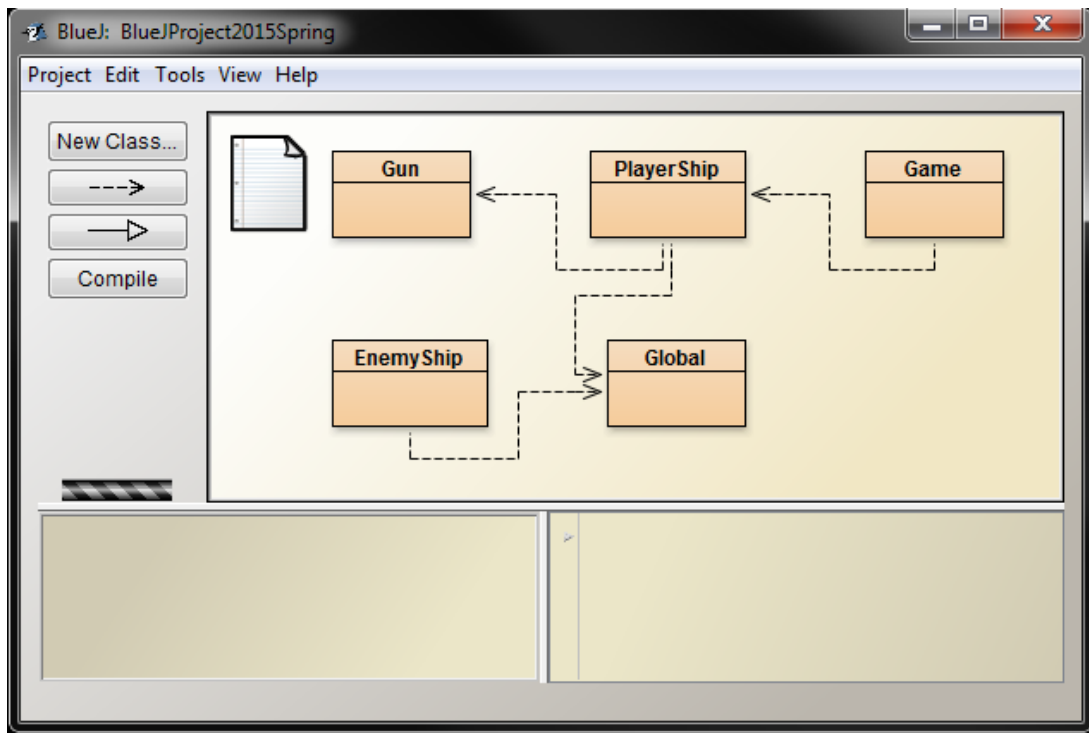 BlueJ: BlueJProject2015Spring
Project Edit Tools View Help
New Class...
Compile
Gun
PlayerShip
Game
EnemyShip
Global